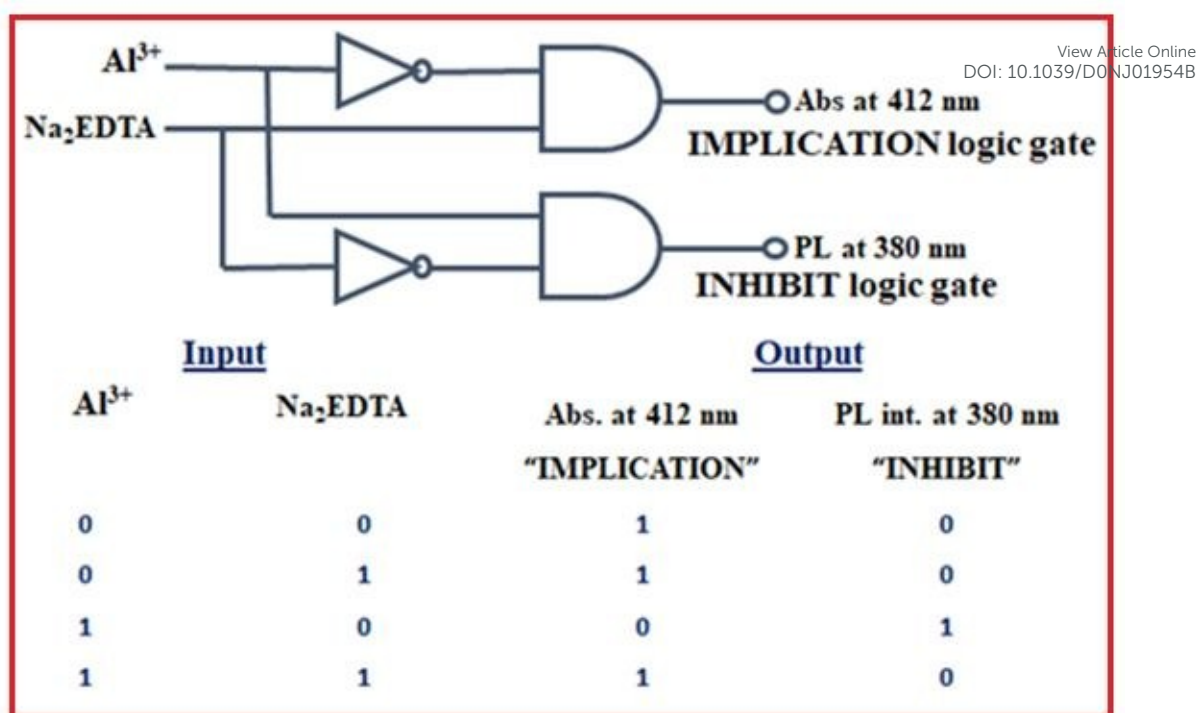 View Article Online
DOI: 10.1039/D0NJ01954B
Al³⁺
Na₂EDTA
Abs at 412 nm
IMPLICATION logic gate
PL at 380 nm
INHIBIT logic gate
Input Output
Al³⁺ Na₂EDTA Abs. at 412 nm PL int. at 380 nm
“IMPLICATION” “INHIBIT”
0 0 1 0
0 1 1 0
1 0 0 1
1 1 1 0